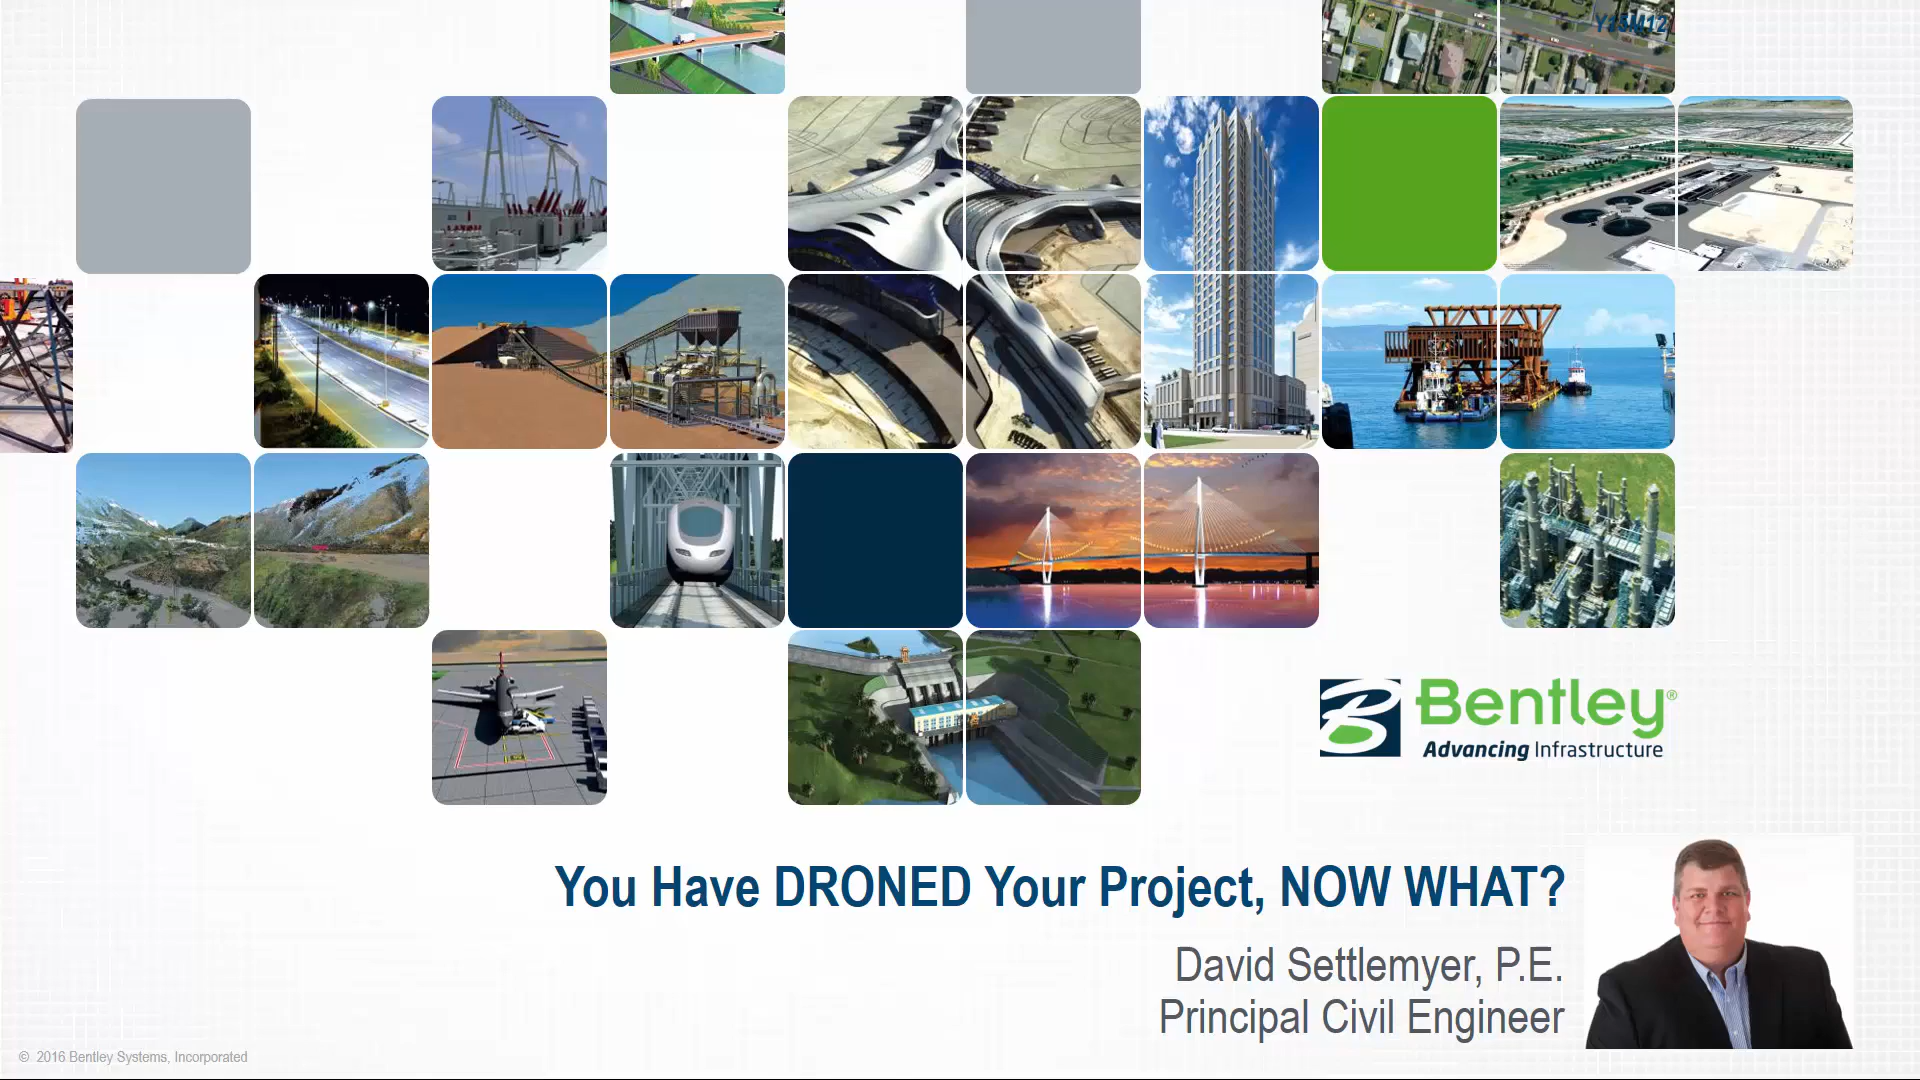 Y15M12
Bentley®
Advancing Infrastructure
You Have DRONED Your Project, NOW WHAT?
David Settlemyer, P.E.
Principal Civil Engineer
© 2016 Bentley Systems, Incorporated